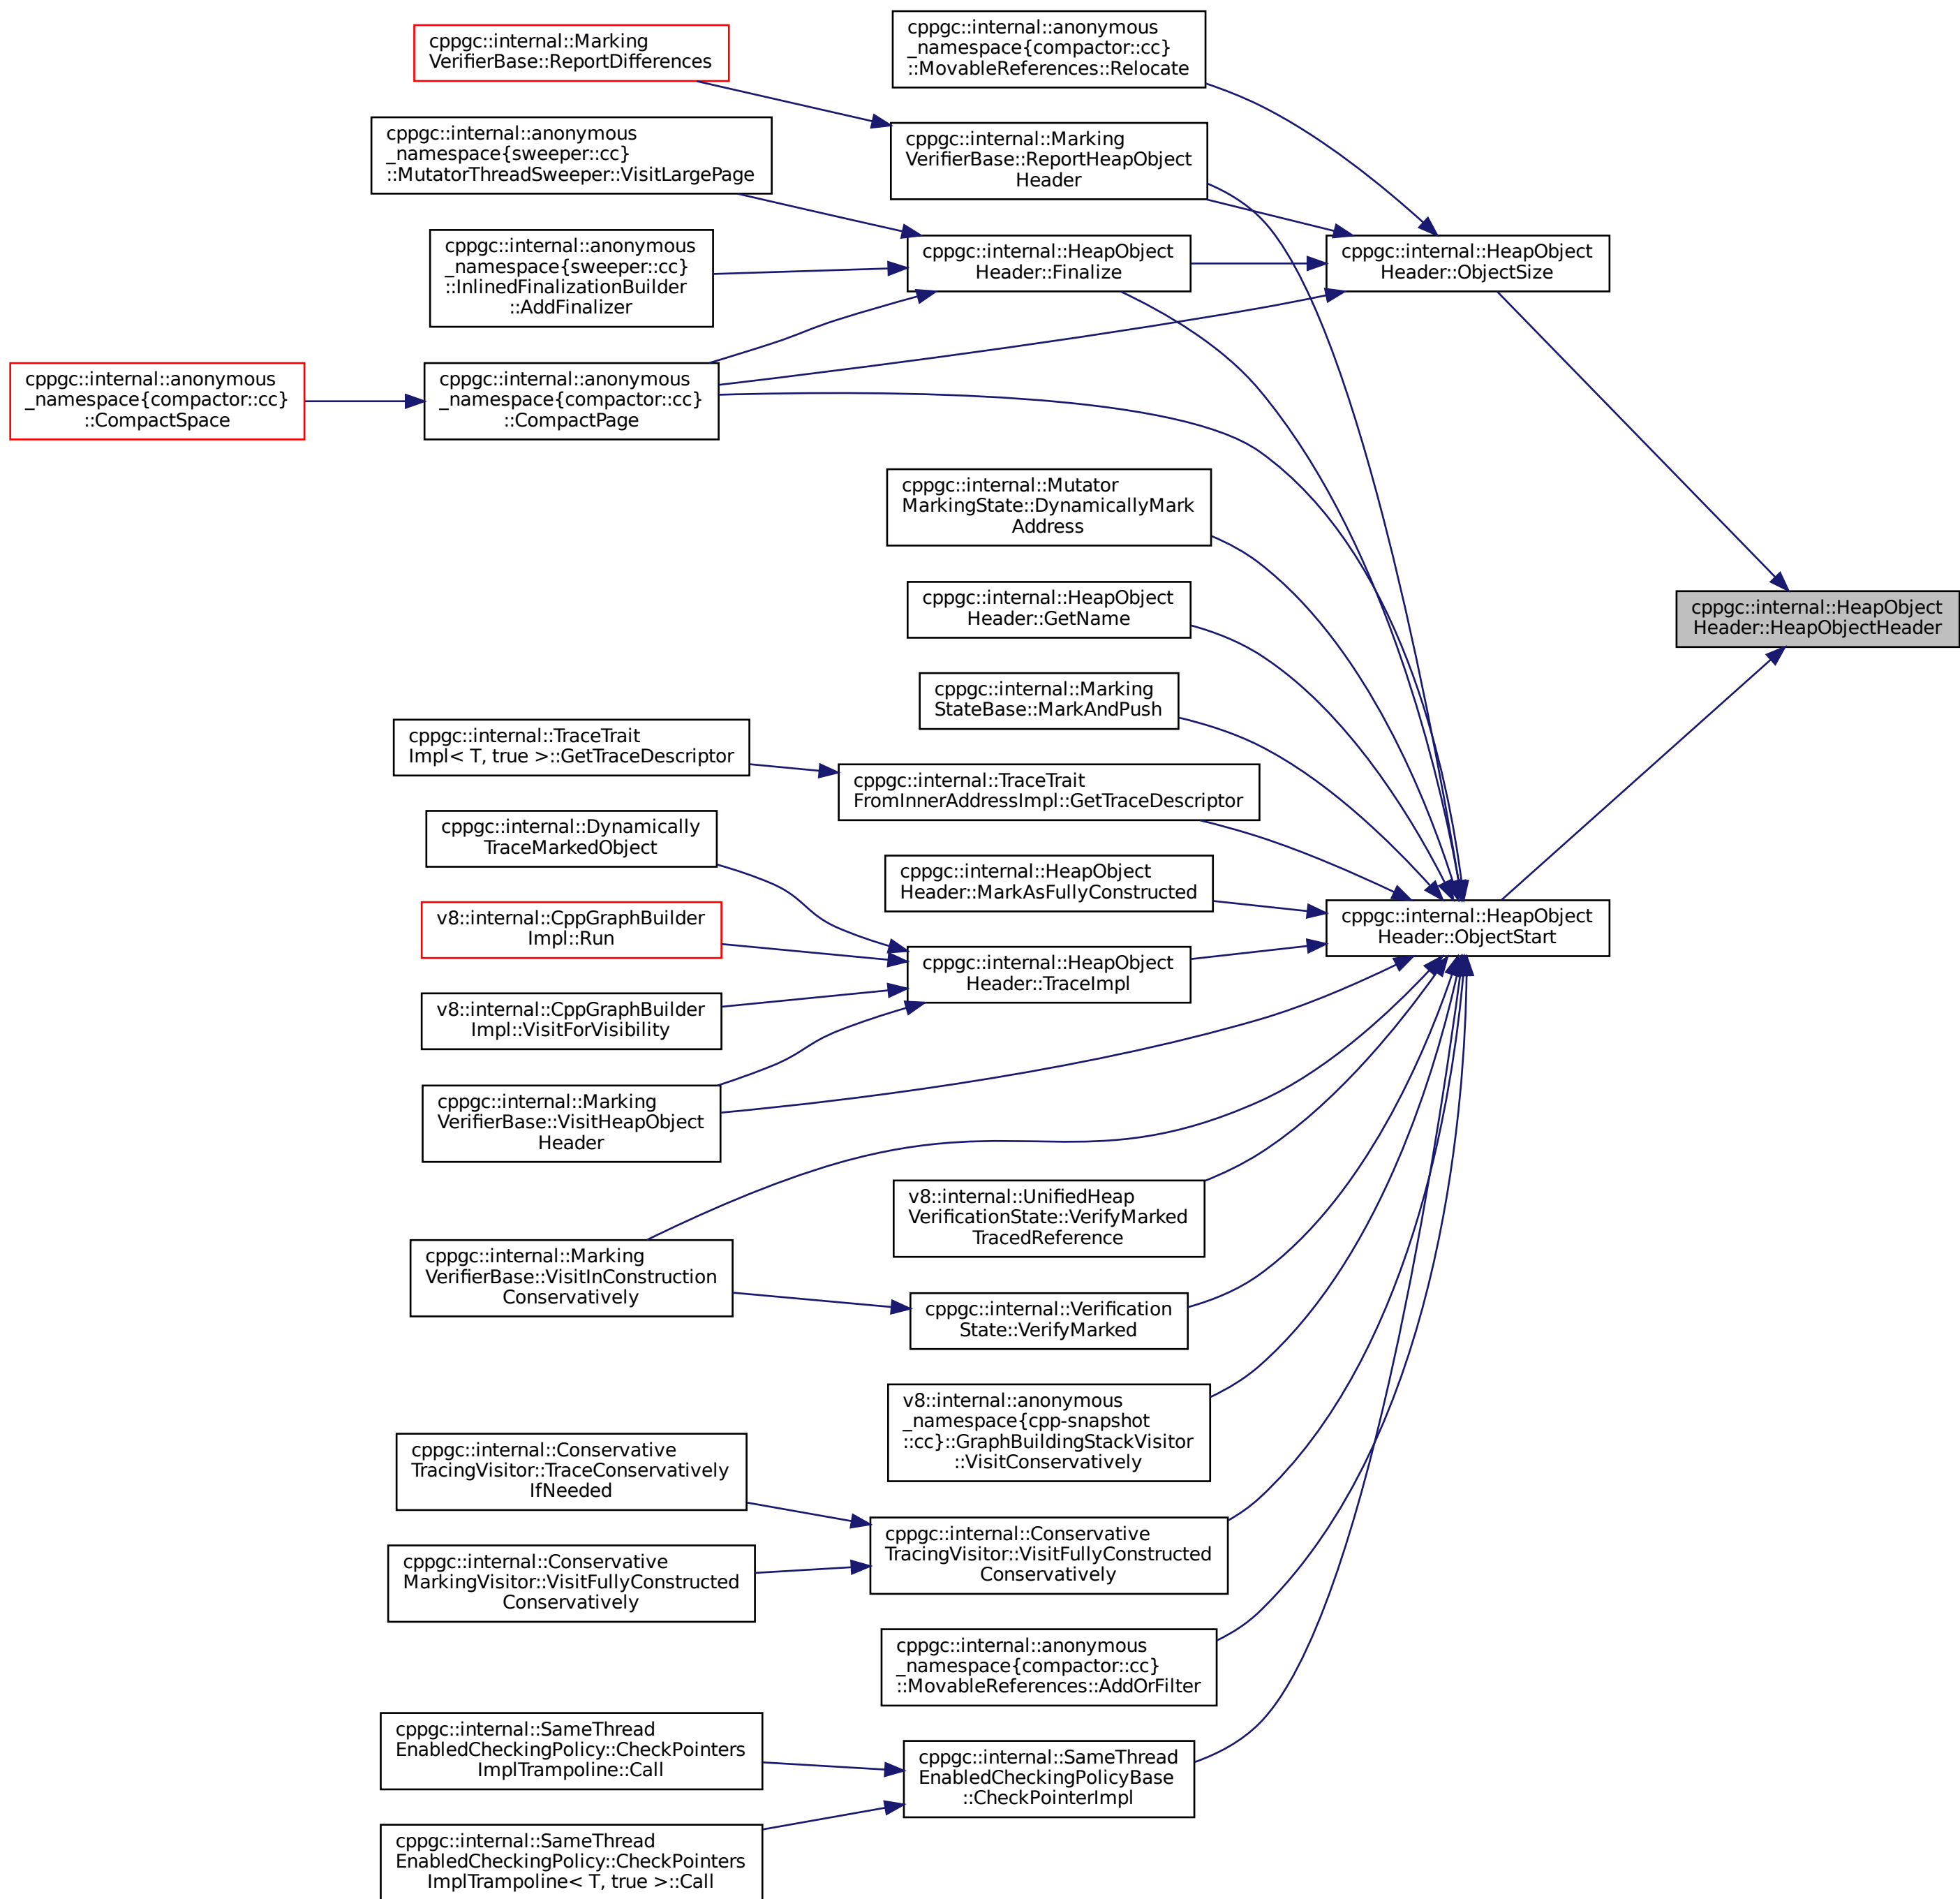 cppgc::internal::anonymous
_namespace{compactor::cc}
::MovableReferences::Relocate
cppgc::internal::Marking
VerifierBase::ReportDifferences
cppgc::internal::Marking
VerifierBase::ReportHeapObject
Header
cppgc::internal::anonymous
_namespace{sweeper::cc}
::MutatorThreadSweeper::VisitLargePage
cppgc::internal::HeapObject
Header::Finalize
cppgc::internal::HeapObject
Header::ObjectSize
cppgc::internal::anonymous
_namespace{sweeper::cc}
::InlinedFinalizationBuilder
::AddFinalizer
cppgc::internal::anonymous
_namespace{compactor::cc}
::CompactSpace
cppgc::internal::anonymous
_namespace{compactor::cc}
::CompactPage
cppgc::internal::Mutator
MarkingState::DynamicallyMark
Address
cppgc::internal::HeapObject
Header::GetName
cppgc::internal::HeapObject
Header::HeapObjectHeader
cppgc::internal::Marking
StateBase::MarkAndPush
cppgc::internal::TraceTrait
Impl< T, true >::GetTraceDescriptor
cppgc::internal::TraceTrait
FromInnerAddressImpl::GetTraceDescriptor
cppgc::internal::Dynamically
TraceMarkedObject
cppgc::internal::HeapObject
Header::MarkAsFullyConstructed
v8::internal::CppGraphBuilder
Impl::Run
cppgc::internal::HeapObject
Header::ObjectStart
cppgc::internal::HeapObject
Header::TraceImpl
v8::internal::CppGraphBuilder
Impl::VisitForVisibility
cppgc::internal::Marking
VerifierBase::VisitHeapObject
Header
v8::internal::UnifiedHeap
VerificationState::VerifyMarked
TracedReference
cppgc::internal::Marking
VerifierBase::VisitInConstruction
Conservatively
cppgc::internal::Verification
State::VerifyMarked
v8::internal::anonymous
_namespace{cpp-snapshot
::cc}::GraphBuildingStackVisitor
::VisitConservatively
cppgc::internal::Conservative
TracingVisitor::TraceConservatively
IfNeeded
cppgc::internal::Conservative
TracingVisitor::VisitFullyConstructed
Conservatively
cppgc::internal::Conservative
MarkingVisitor::VisitFullyConstructed
Conservatively
cppgc::internal::anonymous
_namespace{compactor::cc}
::MovableReferences::AddOrFilter
cppgc::internal::SameThread
EnabledCheckingPolicy::CheckPointers
ImplTrampoline::Call
cppgc::internal::SameThread
EnabledCheckingPolicyBase
::CheckPointerImpl
cppgc::internal::SameThread
EnabledCheckingPolicy::CheckPointers
ImplTrampoline< T, true >::Call